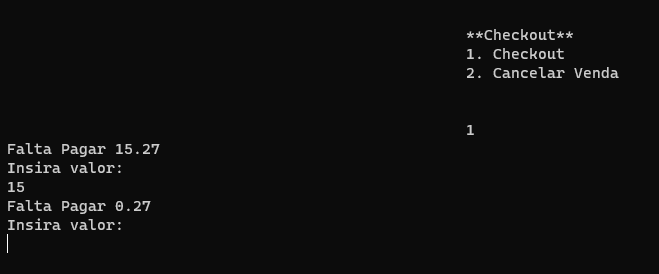 **Checkout**
1. Checkout
2. Cancelar Venda
1
Falta Pagar 15.27
Insira valor:
15
Falta Pagar 0.27
Insira valor: